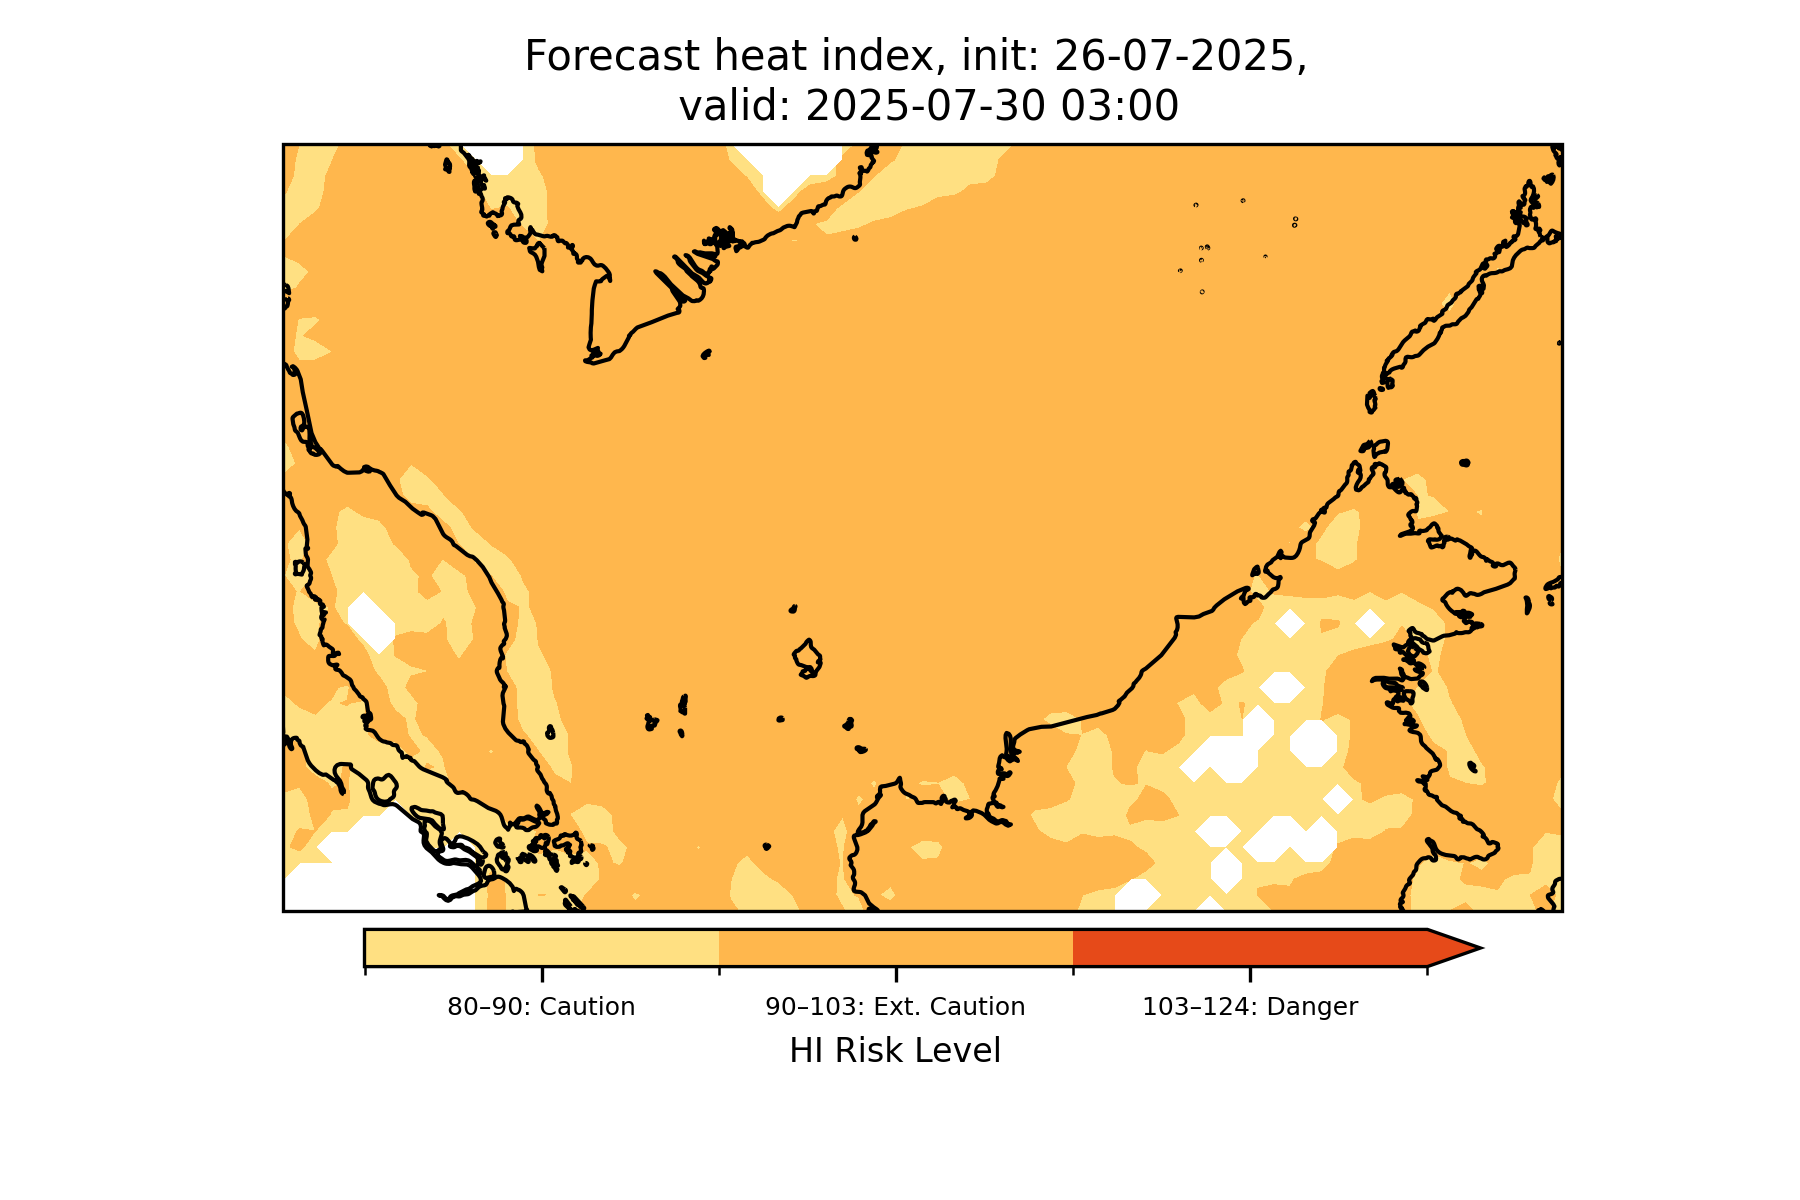 Forecast heat index, init: 26-07-2025,
valid: 2025-07-30 03:00
80–90: Caution
90–103: Ext. Caution
103–124: Danger
HI Risk Level